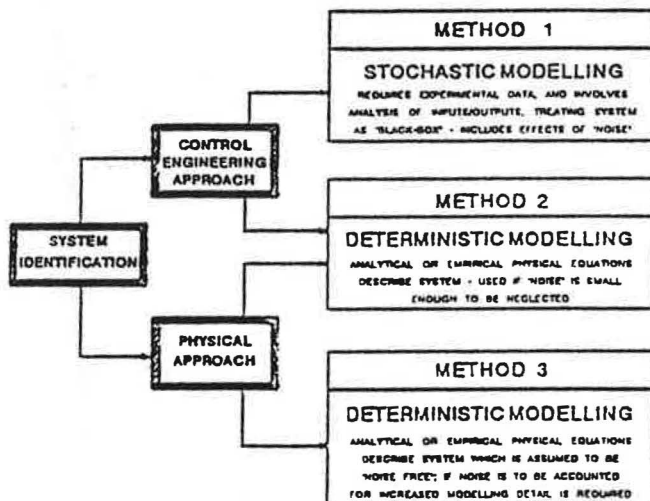 SYSTEM
IDENTIFICATION
CONTROL
ENGINEERING
APPROACH
PHYSICAL
APPROACH
METHOD 1
STOCHASTIC MODELLING
REQUIRES EXPERIMENTAL DATA, AND INVOLVES
ANALYSIS OF INPUTS/OUTPUTS, TREATING SYSTEM
AS "BLACK-BOX" - INCLUDES EFFECTS OF 'NOISE'
METHOD 2
DETERMINISTIC MODELLING
ANALYTICAL OR EMPIRICAL PHYSICAL EQUATIONS
DESCRIBE SYSTEM - USED IF 'NOISE' IS SMALL
ENOUGH TO BE NEGLECTED
METHOD 3
DETERMINISTIC MODELLING
ANALYTICAL OR EMPIRICAL PHYSICAL EQUATIONS
DESCRIBE SYSTEM WHICH IS ASSUMED TO BE
'NOISE FREE'; IF NOISE IS TO BE ACCOUNTED
FOR INCREASED MODELLING DETAIL IS REQUIRED